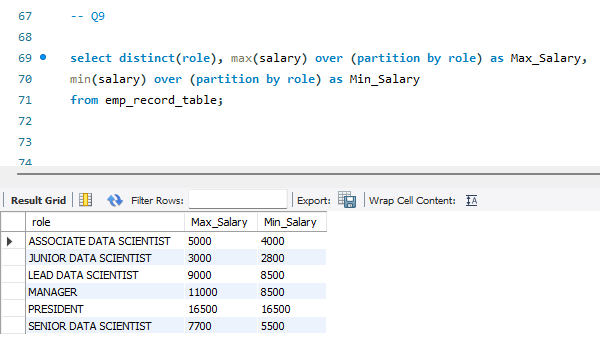 67 -- Q9
68
69 select distinct(role), max(salary) over (partition by role) as Max_Salary,
70 min(salary) over (partition by role) as Min_Salary
71 from emp_record_table;
72
73
74
Result Grid Filter Rows: Export: Wrap Cell Content: IA
role Max_Salary Min_Salary
ASSOCIATE DATA SCIENTIST 5000 4000
JUNIOR DATA SCIENTIST 3000 2800
LEAD DATA SCIENTIST 9000 8500
MANAGER 11000 8500
PRESIDENT 16500 16500
SENIOR DATA SCIENTIST 7700 5500